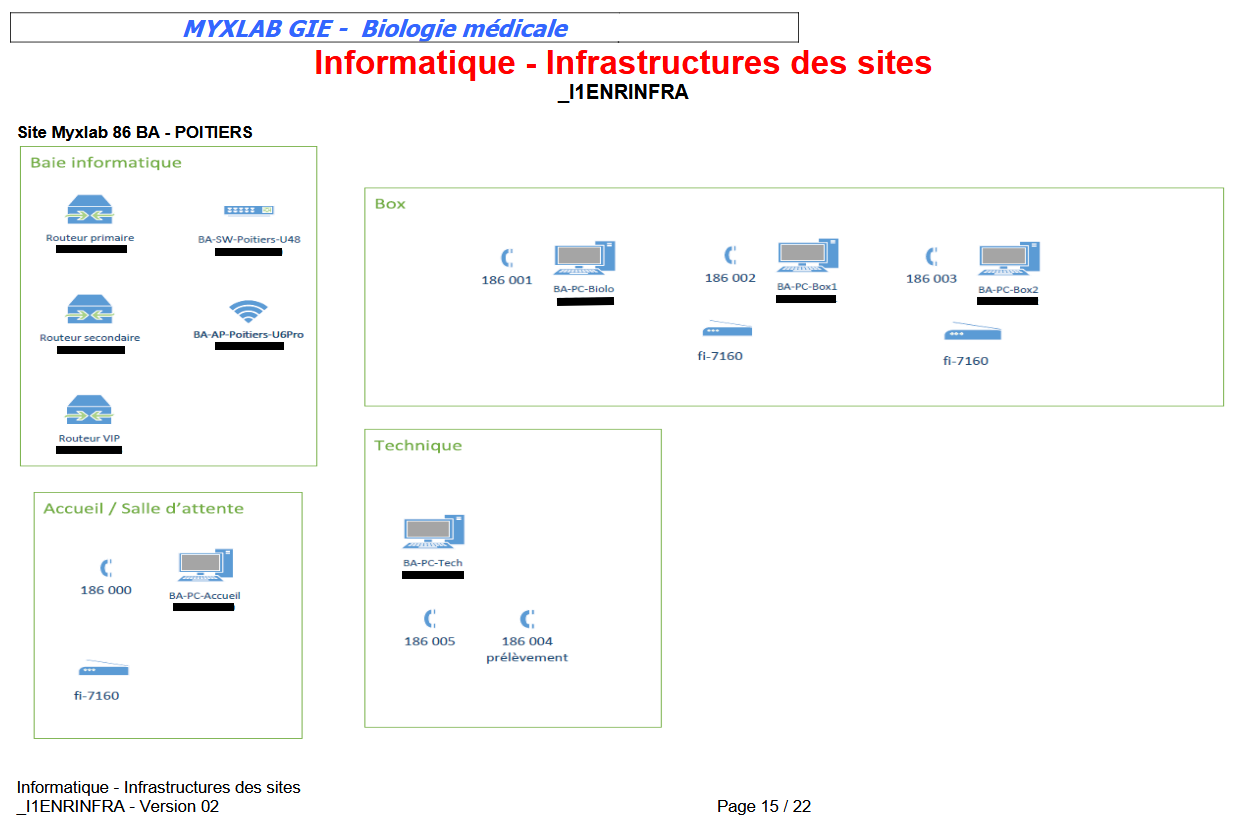 MYXLAB GIE - Biologie médicale
Informatique - Infrastructures des sites
_I1ENRINFRA
Site Myxlab 86 BA - POITIERS
Baie informatique
Routeur primaire
BA-SW-Poitiers-U48
Routeur secondaire
BA-AP-Poitiers-U6Pro
Routeur VIP
Box
186 001
BA-PC-Biolo
186 002
BA-PC-Box1
186 003
BA-PC-Box2
fi-7160
fi-7160
Accueil / Salle d’attente
186 000
BA-PC-Accueil
fi-7160
Technique
BA-PC-Tech
186 005
186 004
prélèvement
Informatique - Infrastructures des sites
_I1ENRINFRA - Version 02
Page 15 / 22